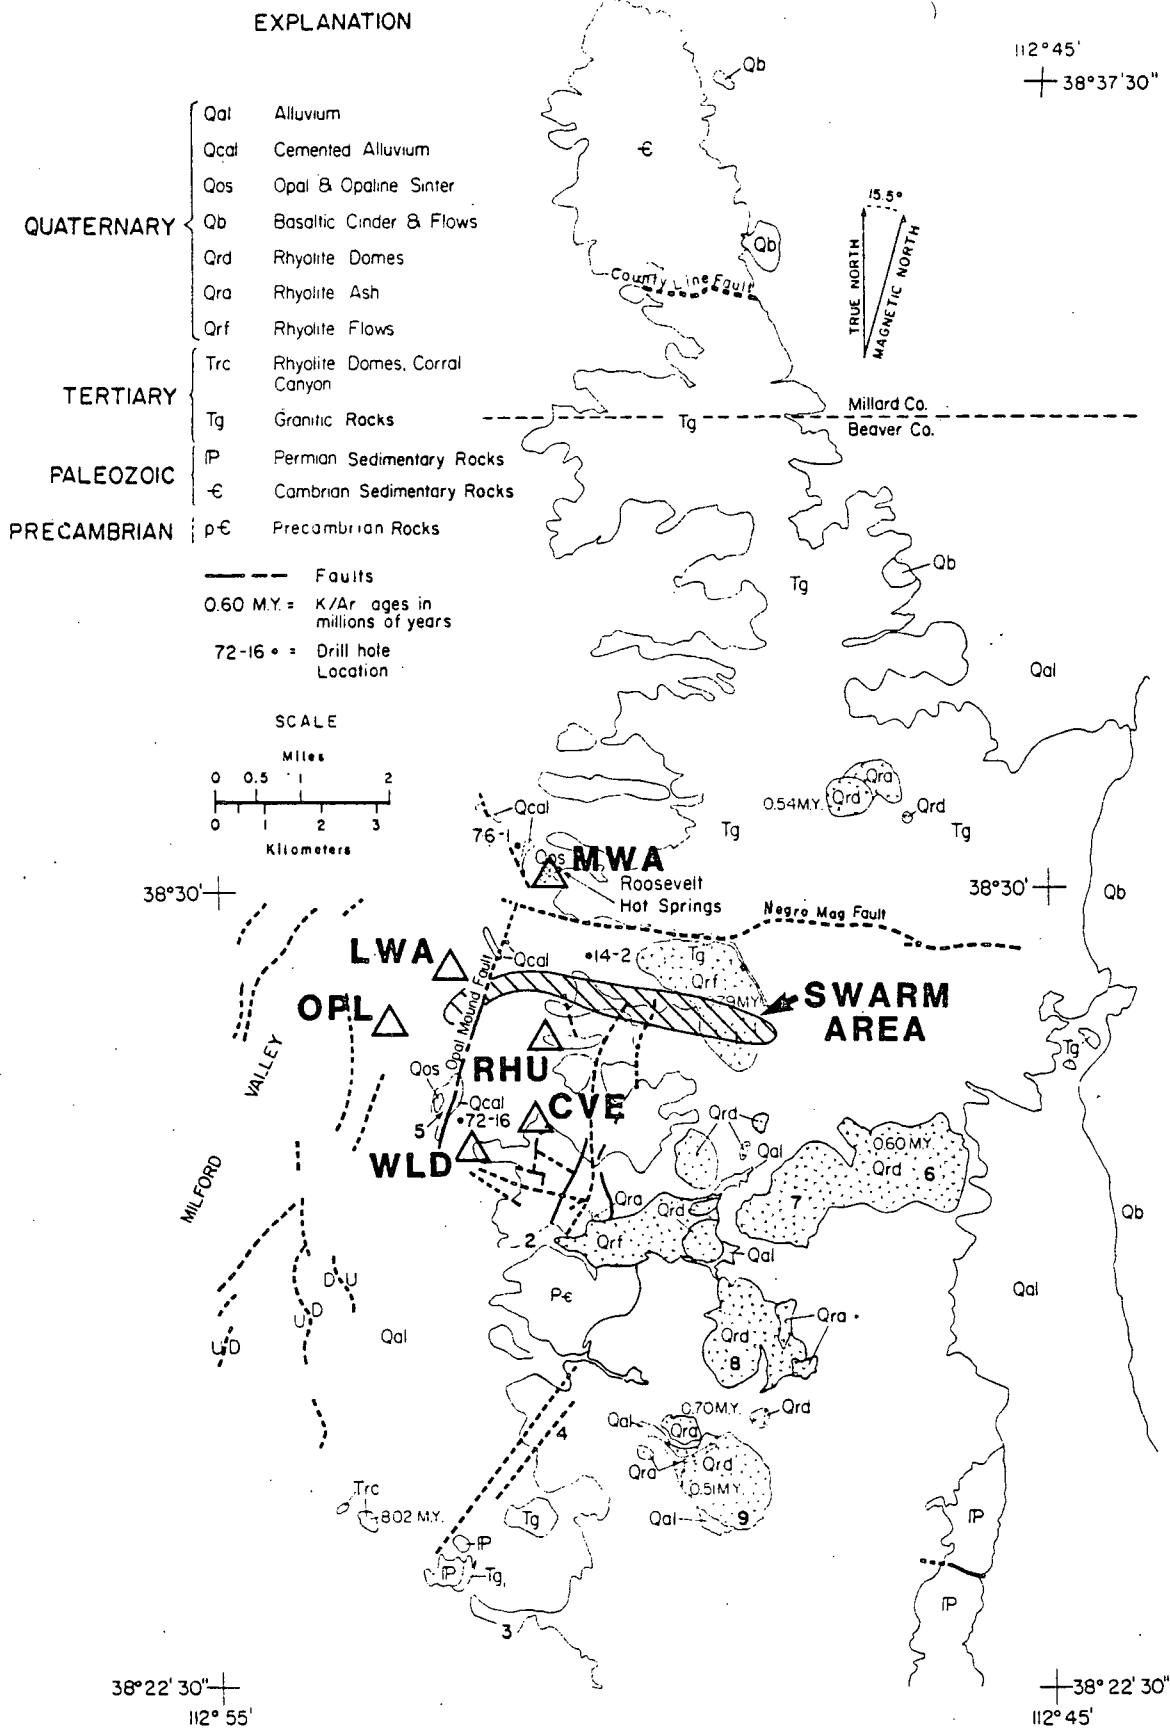 EXPLANATION
QUATERNARY
Qal Alluvium
Qcal Cemented Alluvium
Qos Opal & Opaline Sinter
Qb Basaltic Cinder & Flows
Qrd Rhyolite Domes
Qra Rhyolite Ash
Qrf Rhyolite Flows
TERTIARY
Trc Rhyolite Domes, Corral
Canyon
Tg Granitic Rocks
PALEOZOIC
IP Permian Sedimentary Rocks
-Є Cambrian Sedimentary Rocks
PRECAMBRIAN
p-Є Precambrian Rocks
Faults
0.60 M.Y. = K/Ar ages in
millions of years
72-16 • = Drill hole
Location
SCALE
Miles
0 0.5 1 2
0 1 2 3
Kilometers
112°45'
38°37'30"
Qb
-Є
15.5°
TRUE NORTH
MAGNETIC NORTH
Qb
County Line Fault
Tg
Millard Co.
Beaver Co.
Qb
Tg
Qal
Qra
Qrd
0.54 M.Y.
Qrd
Tg
Tg
Qcal
76-1
Qos
MWA
Roosevelt
Hot Springs
38°30'
38°30'
Qb
Negro Mag Fault
LWA
Qcal
14-2
Tg
Qrf
.79 M.Y.
SWARM
AREA
OPL
Opal Mound Fault
RHU
Tg
VALLEY
Qos
Qcal
5
72-16
CVE
Qrd
Qal
WLD
0.60 M.Y.
Qrd
6
7
MILFORD
Qra
Qrd
2
Qrf
Qal
Qb
D U
P-Є
Qal
U D
U D
Qal
Qrd
8
Qra
0.70 M.Y.
Qrd
Qal
Qra
4
Qra
Qrd
0.51 M.Y.
Trc
8.02 M.Y.
Tg
Qal
9
IP
IP
IP
Tg
IP
3
38°22'30"
38°22'30"
112°55'
112°45'